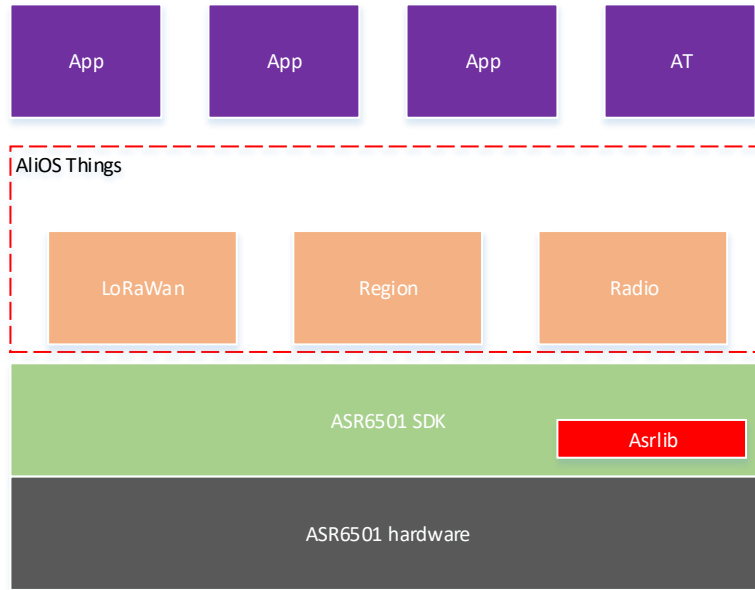 App
App
App
AT
AliOS Things
LoRaWan
Region
Radio
ASR6501 SDK
Asrlib
ASR6501 hardware